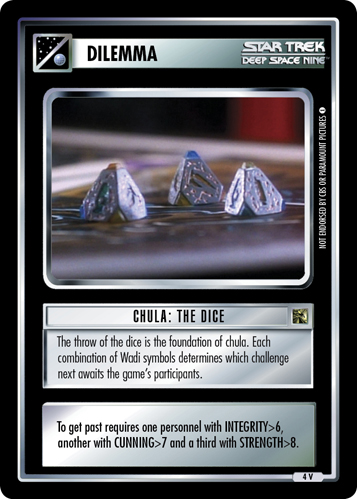 DILEMMA
STAR TREK
DEEP SPACE NINE™
NOT ENDORSED BY CBS OR PARAMOUNT PICTURES
CHULA: THE DICE
The throw of the dice is the foundation of chula. Each
combination of Wadi symbols determines which challenge
next awaits the game's participants.
To get past requires one personnel with INTEGRITY>6,
another with CUNNING>7 and a third with STRENGTH>8.
4 V